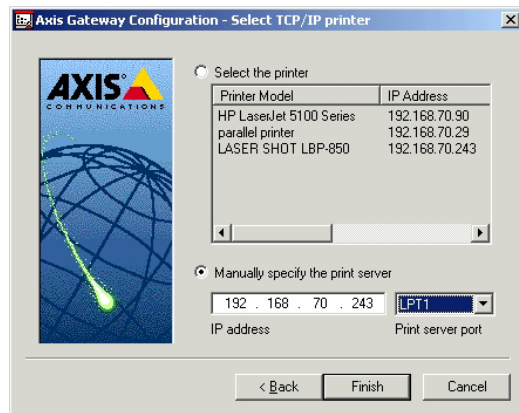 Axis Gateway Configuration - Select TCP/IP printer
AXIS
COMMUNICATIONS
Select the printer
Printer Model IP Address
HP LaserJet 5100 Series 192.168.70.90
parallel printer 192.168.70.29
LASER SHOT LBP-850 192.168.70.243
Manually specify the print server
192 . 168 . 70 . 243 LPT1
IP address Print server port
< Back Finish Cancel